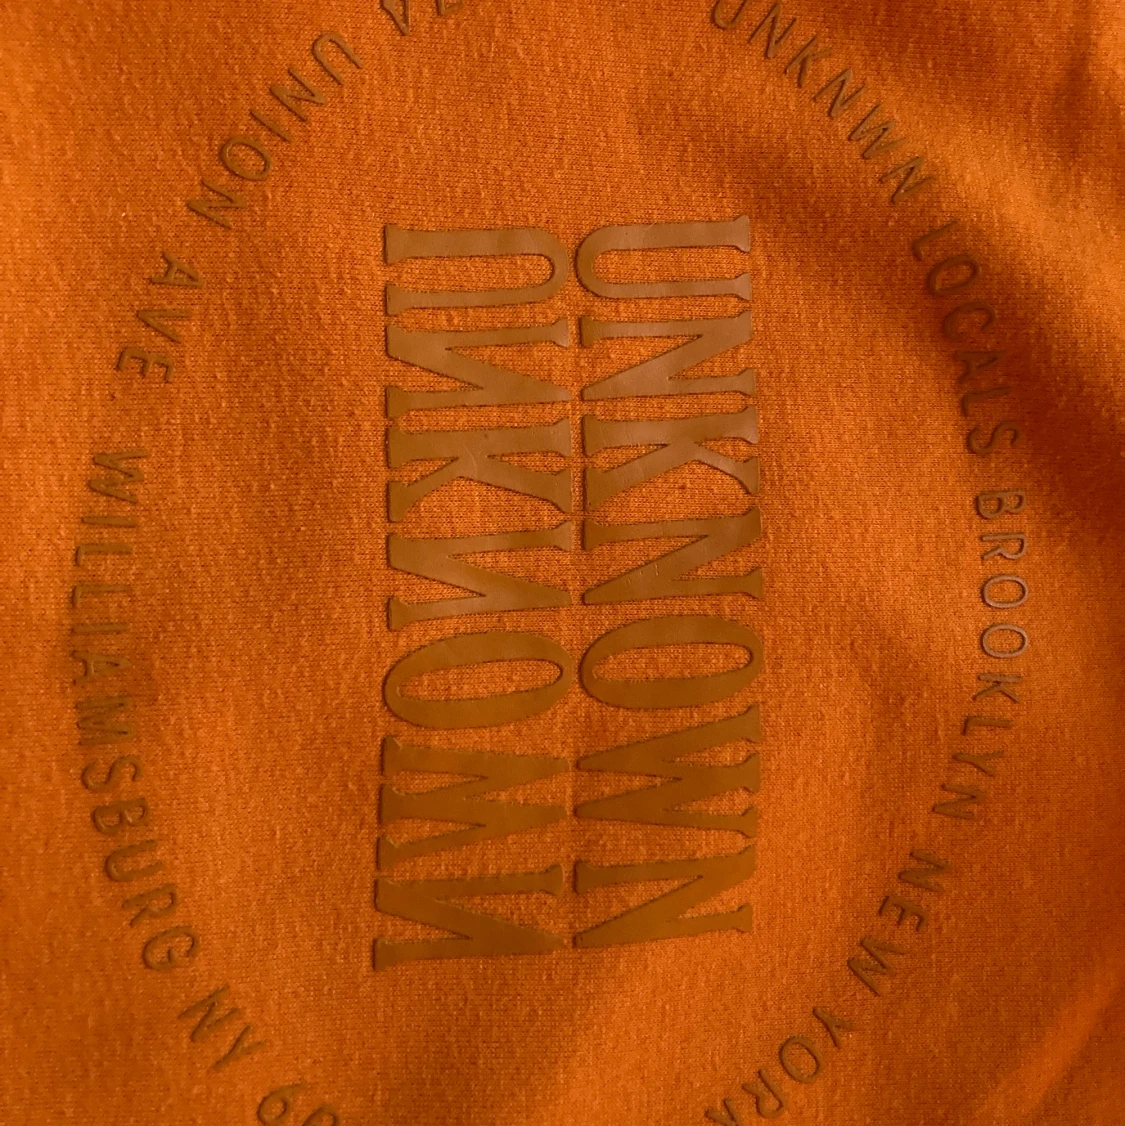 UNKNWN LOCALS BROOKLYN NEW YORK
UNKNOWN
UNKNOWN
UNION AVE WILLIAMSBURG NY